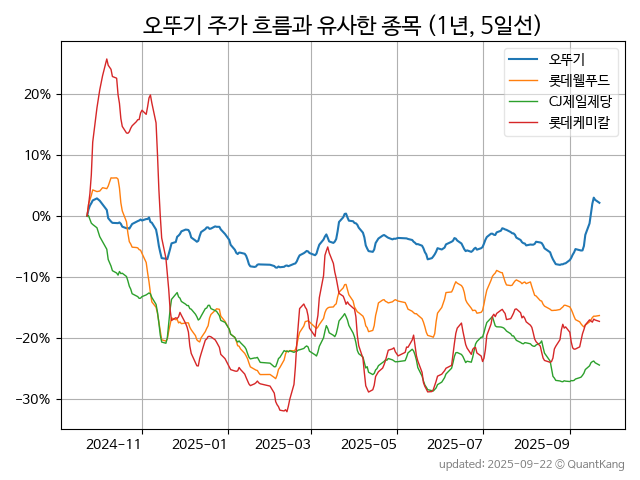 오뚜기 주가 흐름과 유사한 종목 (1년, 5일선)
오뚜기
롯데웰푸드
CJ제일제당
롯데케미칼
20%
10%
0%
−10%
−20%
−30%
2024-11
2025-01
2025-03
2025-05
2025-07
2025-09
updated: 2025-09-22 © QuantKang